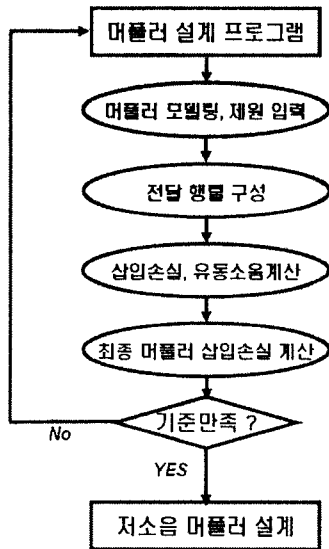 머플러 설계 프로그램
머플러 모델링, 제원 입력
전달 행렬 구성
삽입손실, 유동소음계산
최종 머플러 삽입손실 계산
기준만족 ?
No
YES
저소음 머플러 설계